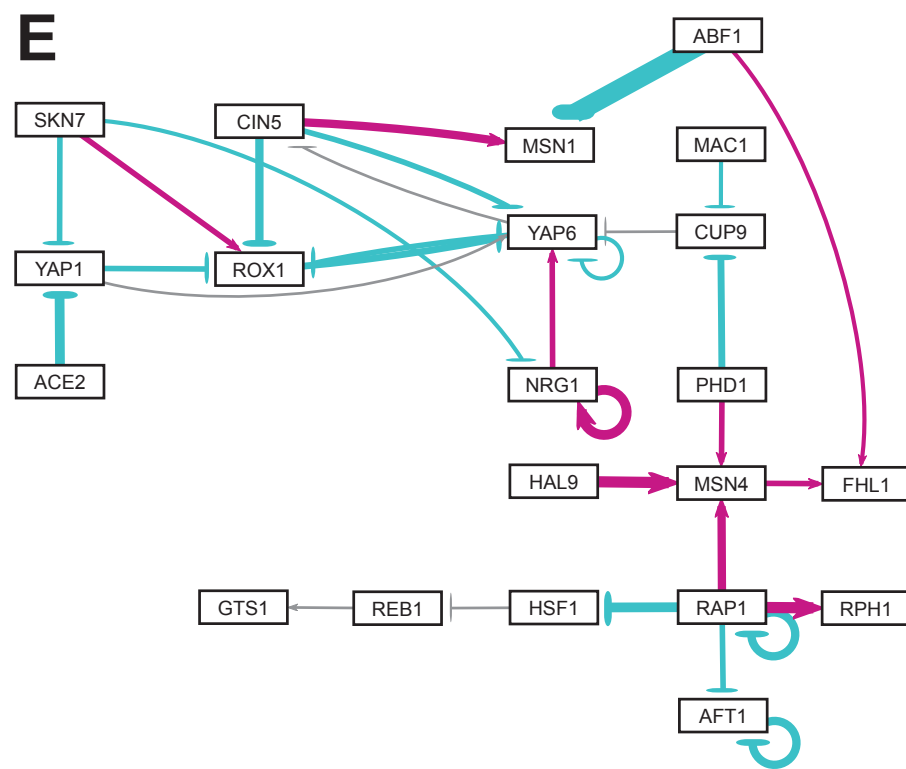 E
ABF1
SKN7
CIN5
MSN1
MAC1
YAP6
CUP9
YAP1
ROX1
ACE2
NRG1
PHD1
HAL9
MSN4
FHL1
GTS1
REB1
HSF1
RAP1
RPH1
AFT1